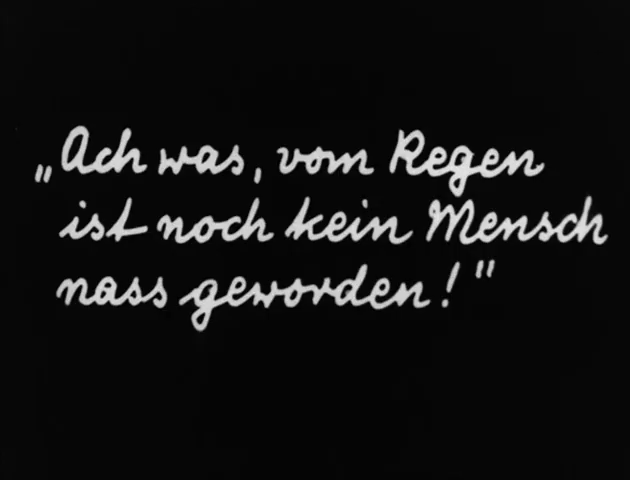 „Ach was, vom Regen
ist noch kein Mensch
nass geworden!"